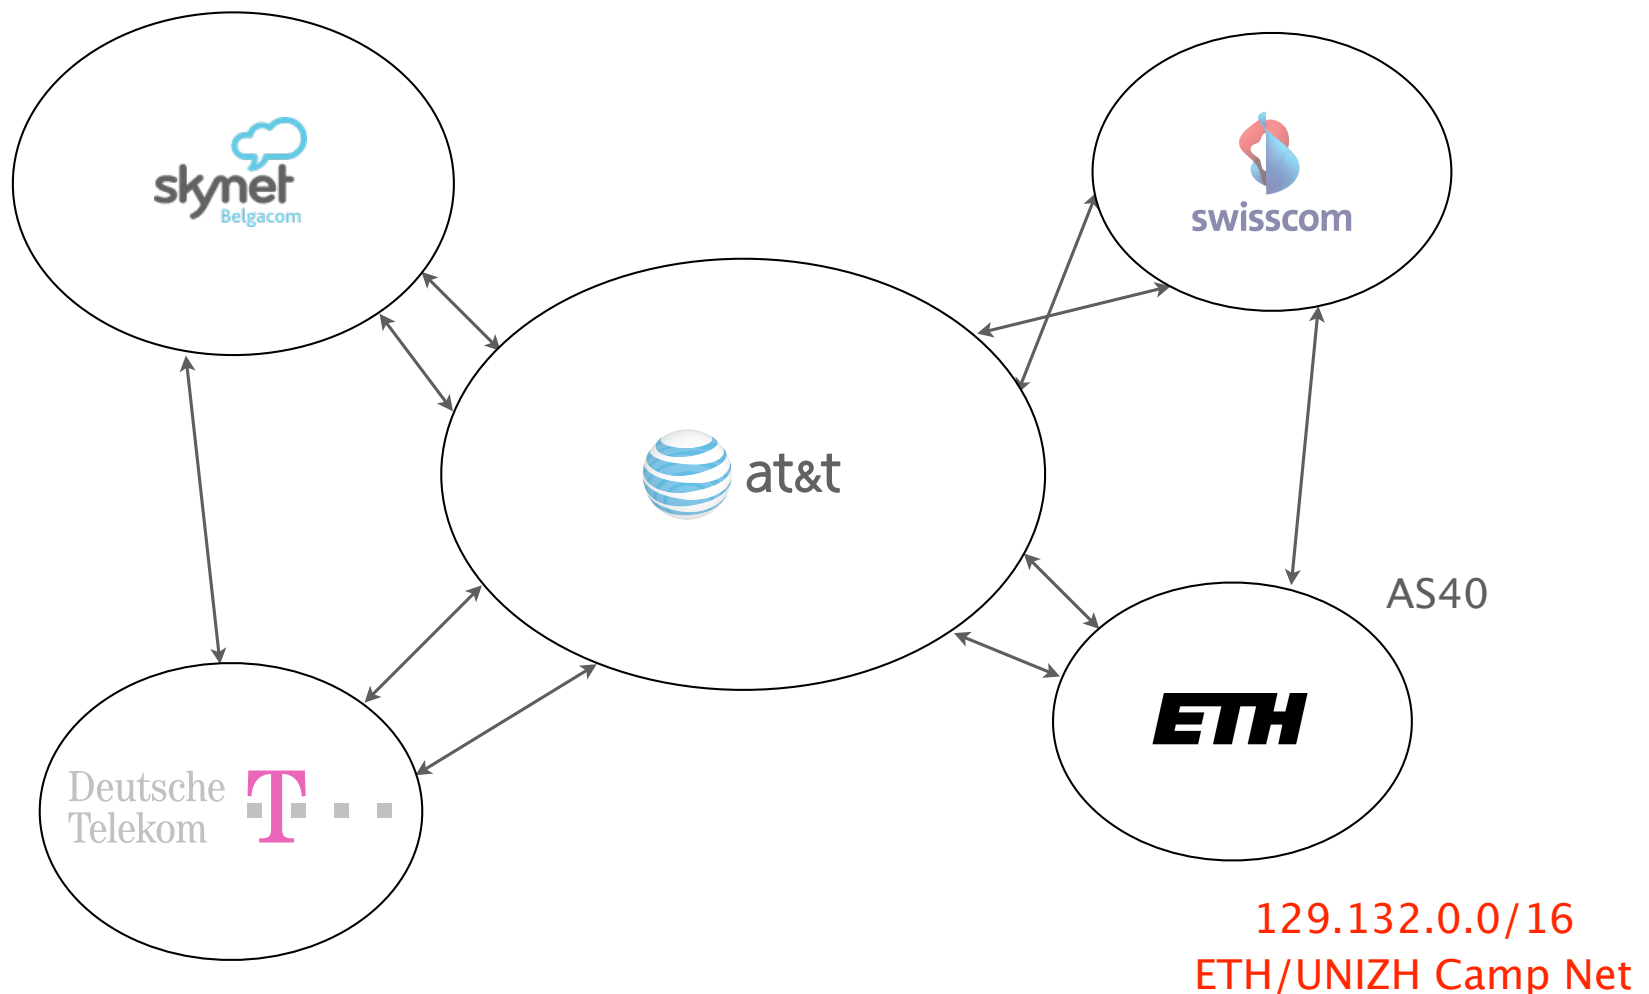 skynet
Belgacom
swisscom
at&t
AS40
ETH
Deutsche
Telekom
T
129.132.0.0/16
ETH/UNIZH Camp Net